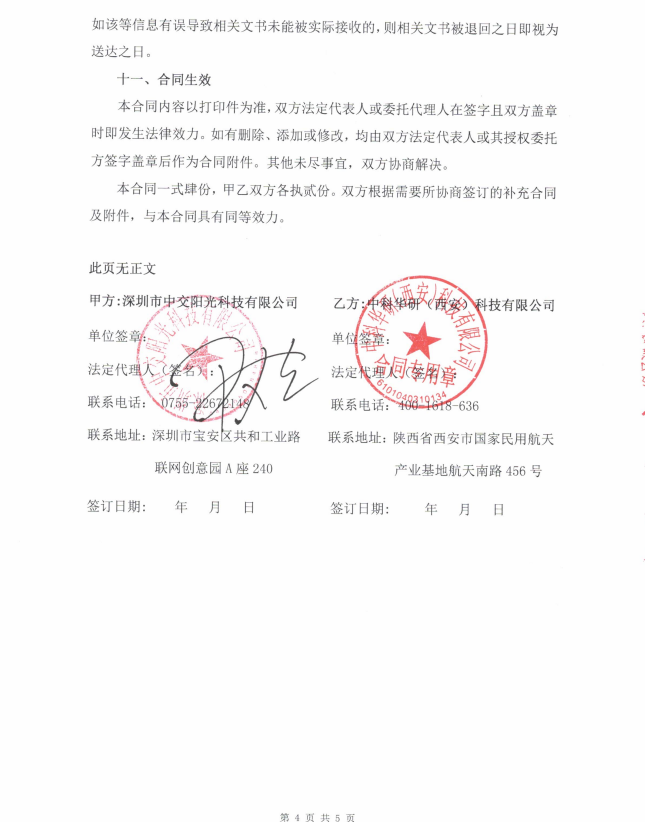 如该等信息有误导致相关文书未能被实际接收的,则相关文书被退回之日即视为
送达之日。
十一、合同生效
本合同内容以打印件为准,双方法定代表人或委托代理人在签字且双方盖章
时即发生法律效力。如有删除、添加或修改,均由双方法定代表人或其授权委托
方签字盖章后作为合同附件。其他未尽事宜,双方协商解决。
本合同一式肆份,甲乙双方各执贰份。双方根据需要所协商签订的补充合同
及附件,与本合同具有同等效力。
此页无正文
甲方:深圳市中交阳光科技有限公司
单位签章:
法定代理人(签名):
联系电话: 0755-22672148
联系地址: 深圳市宝安区共和工业路
联网创意园 A 座 240
签订日期: 年 月 日
乙方:中科华研(西安)科技有限公司
单位签章:
法定代理人(签名):
联系电话: 400-1618-636
联系地址: 陕西省西安市国家民用航天
产业基地航天南路 456 号
签订日期: 年 月 日
中科华研(西安)科技有限公司
合同专用章
6101040310134
第 4 页 共 5 页